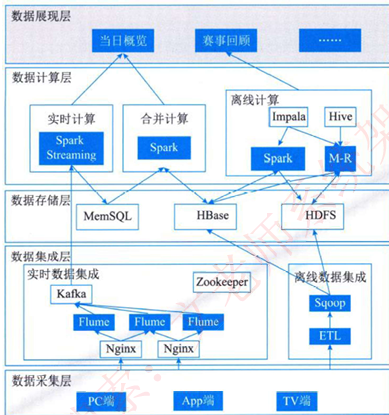 数据展现层
当日概览
赛事回顾
……
数据计算层
实时计算
Spark
Streaming
合并计算
Spark
离线计算
Impala
Hive
Spark
M-R
数据存储层
MemSQL
HBase
HDFS
数据集成层
实时数据集成
Kafka
Zookeeper
Flume
Flume
Flume
Nginx
Nginx
离线数据集成
Sqoop
ETL
数据采集层
PC端
App端
TV端